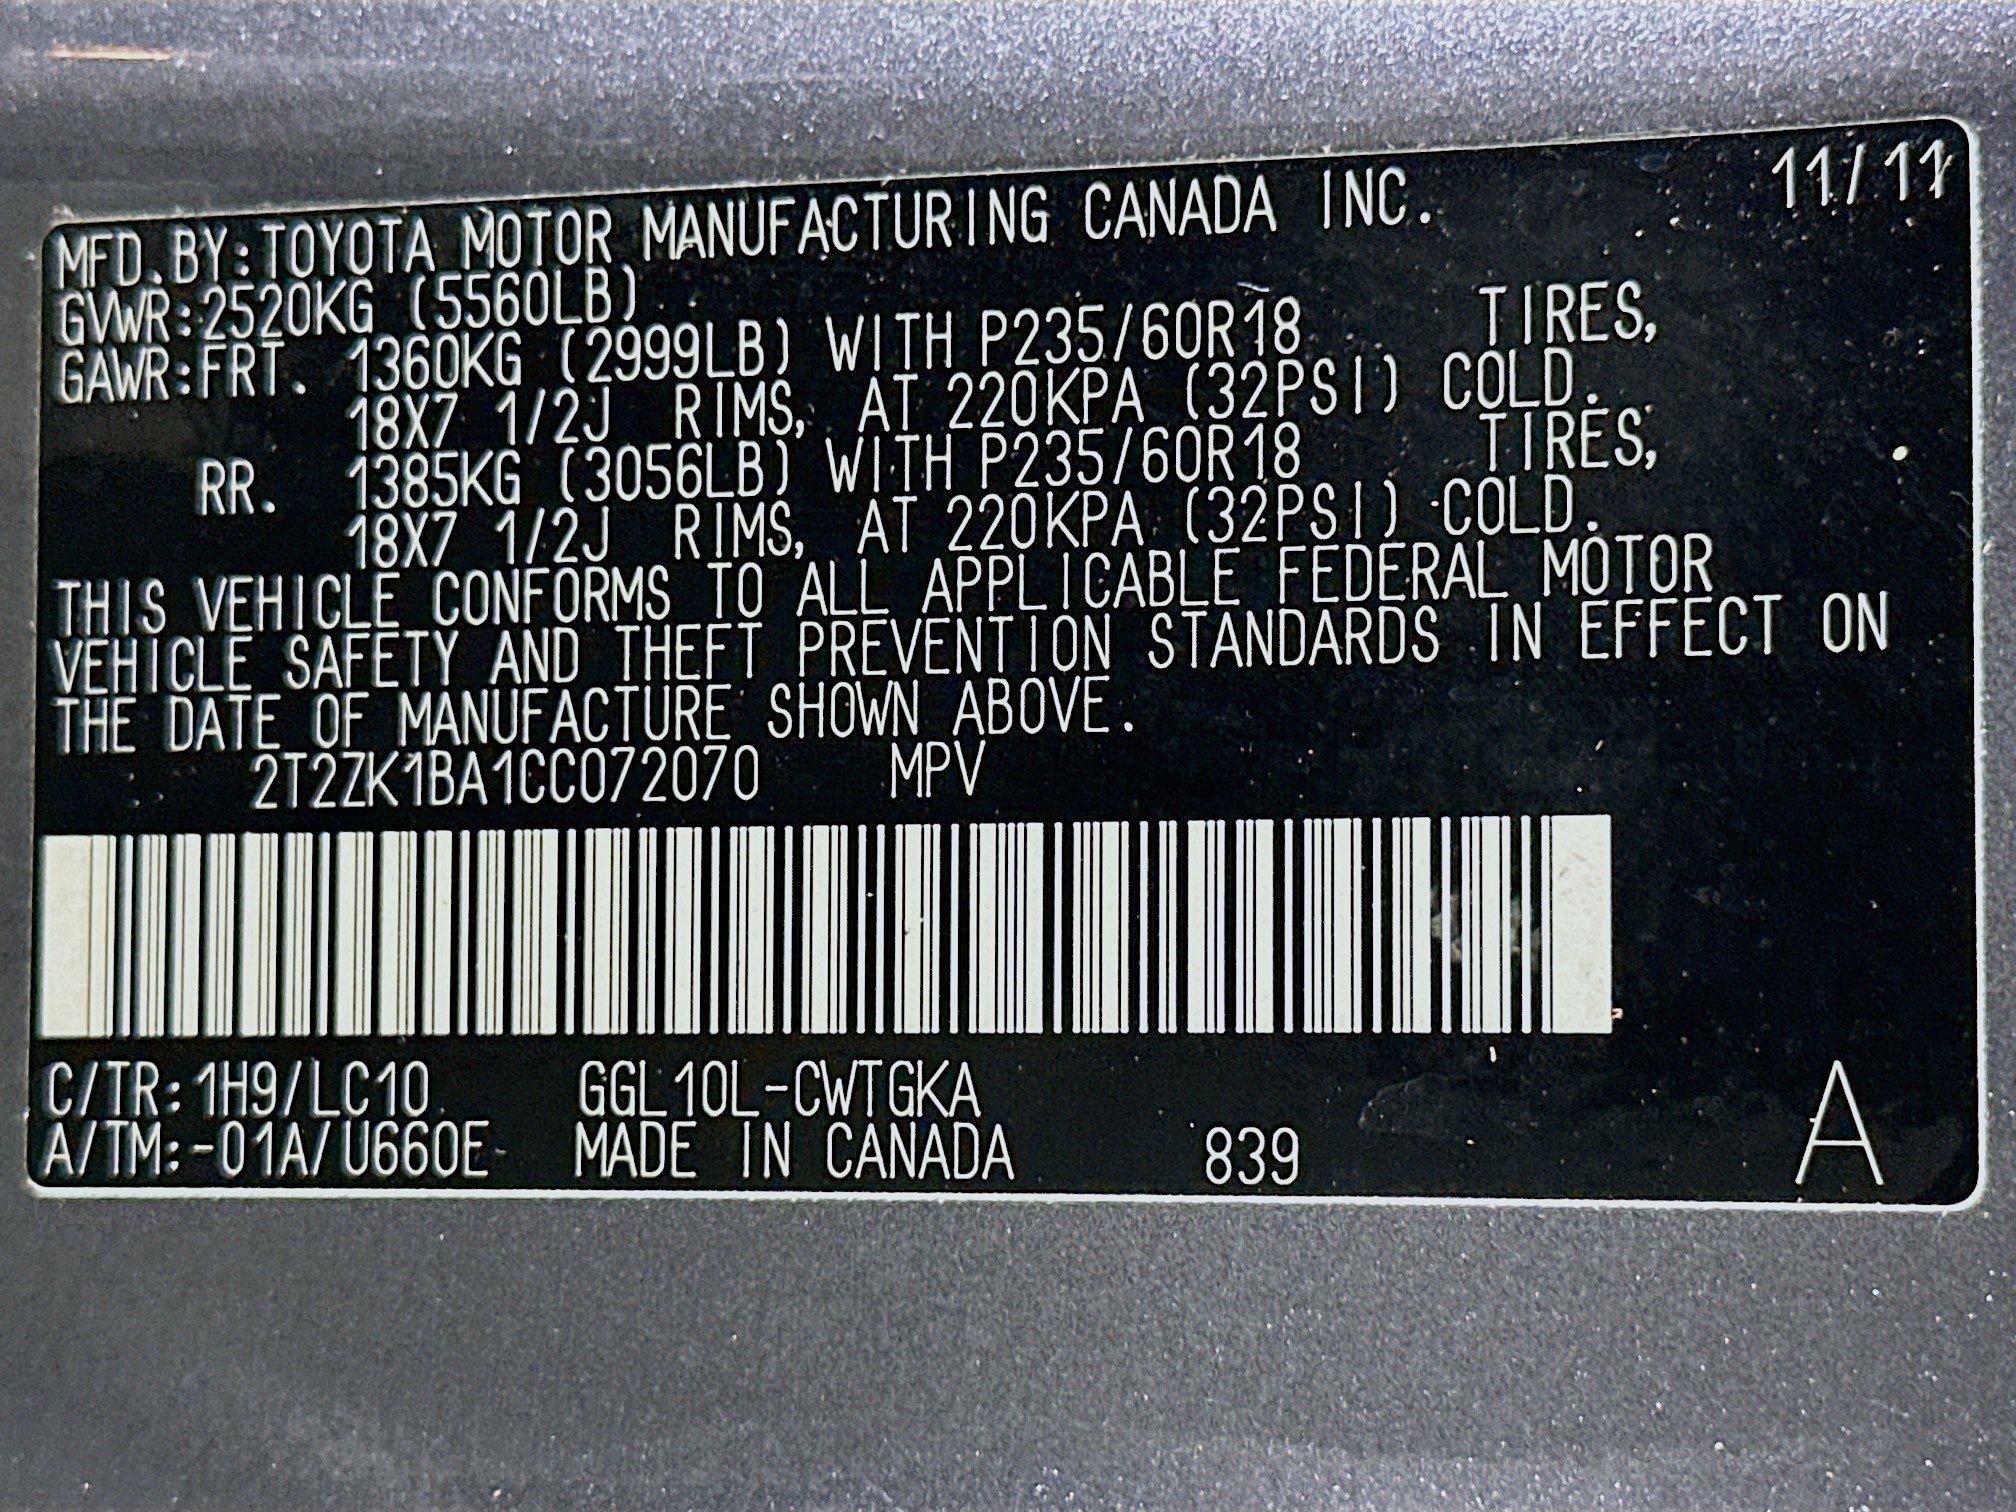 11/11
MFD.BY:TOYOTA MOTOR MANUFACTURING CANADA INC.
GVWR:2520KG (5560LB)
GAWR:FRT. 1360KG (2999LB) WITH P235/60R18 TIRES,
18X7 1/2J RIMS, AT 220KPA (32PSI) COLD.
RR. 1385KG (3056LB) WITH P235/60R18 TIRES,
18X7 1/2J RIMS, AT 220KPA (32PSI) COLD.
THIS VEHICLE CONFORMS TO ALL APPLICABLE FEDERAL MOTOR
VEHICLE SAFETY AND THEFT PREVENTION STANDARDS IN EFFECT ON
THE DATE OF MANUFACTURE SHOWN ABOVE.
2T2ZK1BA1CC072070 MPV
C/TR:1H9/LC10 GGL10L-CWTGKA
A/TM:-01A/U660E MADE IN CANADA 839 A